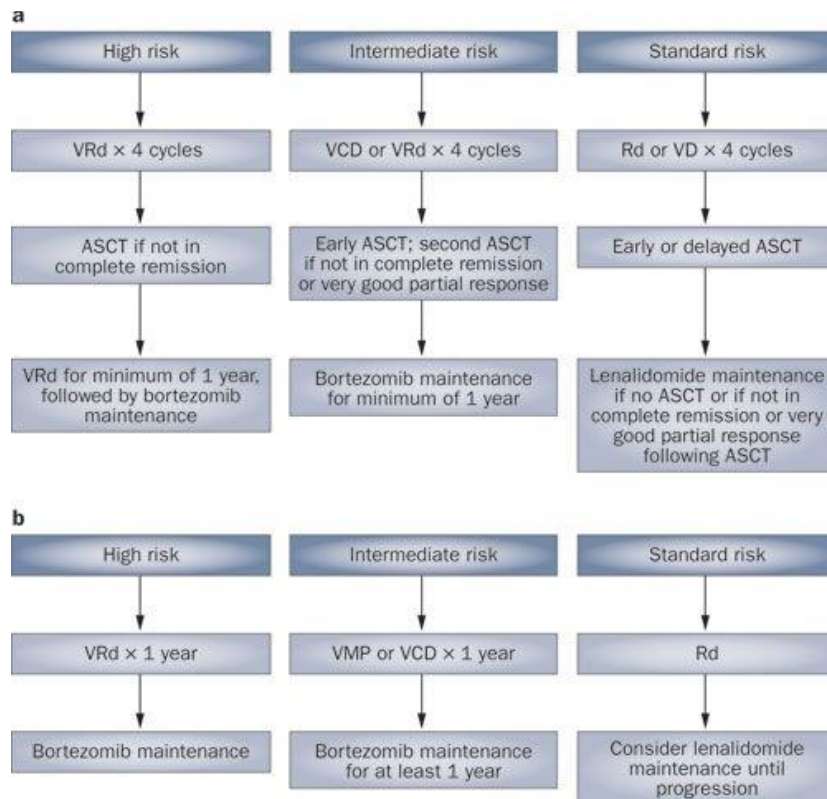 a
High risk
Intermediate risk
Standard risk
VRd × 4 cycles
VCD or VRd × 4 cycles
Rd or VD × 4 cycles
ASCT if not in
complete remission
Early ASCT; second ASCT
if not in complete remission
or very good partial response
Early or delayed ASCT
VRd for minimum of 1 year,
followed by bortezomib
maintenance
Bortezomib maintenance
for minimum of 1 year
Lenalidomide maintenance
if no ASCT or if not in
complete remission or very
good partial response
following ASCT
b
High risk
Intermediate risk
Standard risk
VRd × 1 year
VMP or VCD × 1 year
Rd
Bortezomib maintenance
Bortezomib maintenance
for at least 1 year
Consider lenalidomide
maintenance until
progression